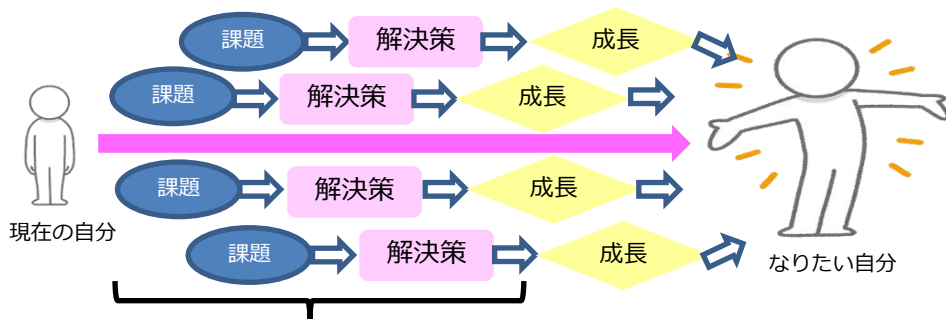 課題 解決策 成長
課題 解決策 成長
課題 解決策 成長
課題 解決策 成長
現在の自分
なりたい自分